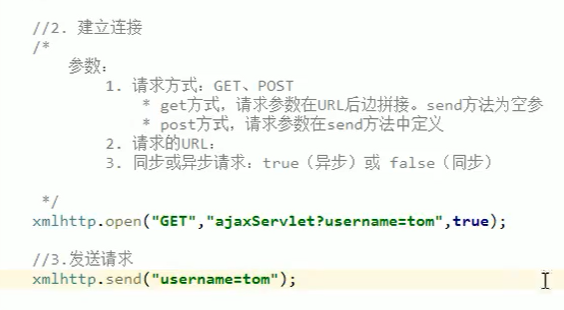 //2. 建立连接
/*
参数:
1. 请求方式: GET、POST
* get方式，请求参数在URL后边拼接。send方法为空参
* post方式，请求参数在send方法中定义
2. 请求的URL:
3. 同步或异步请求: true（异步）或 false（同步）
*/
xmlhttp.open("GET","ajaxServlet?username=tom",true);
//3.发送请求
xmlhttp.send("username=tom");